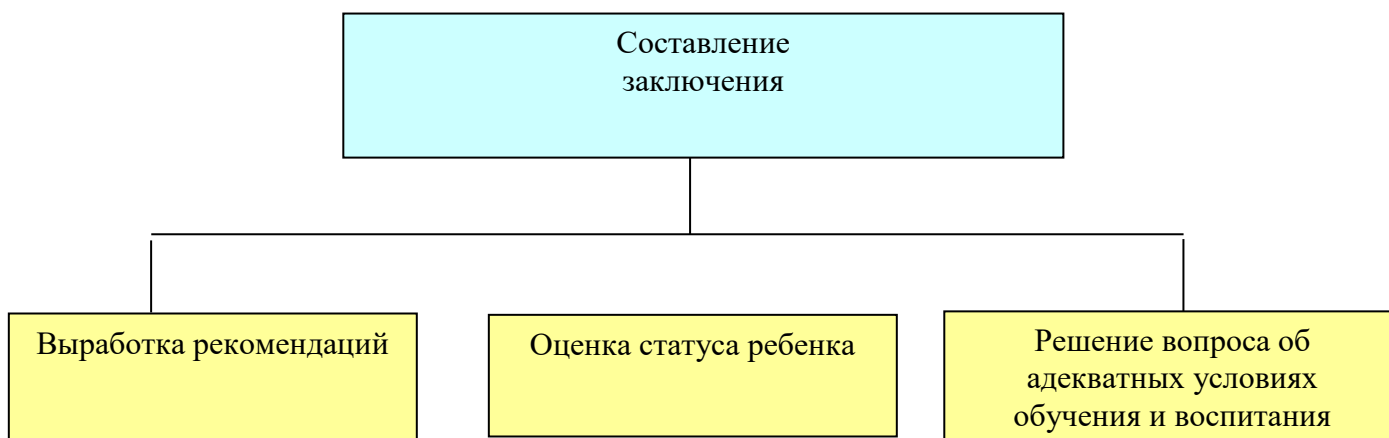 Составление
заключения
Выработка рекомендаций
Оценка статуса ребенка
Решение вопроса об
адекватных условиях
обучения и воспитания